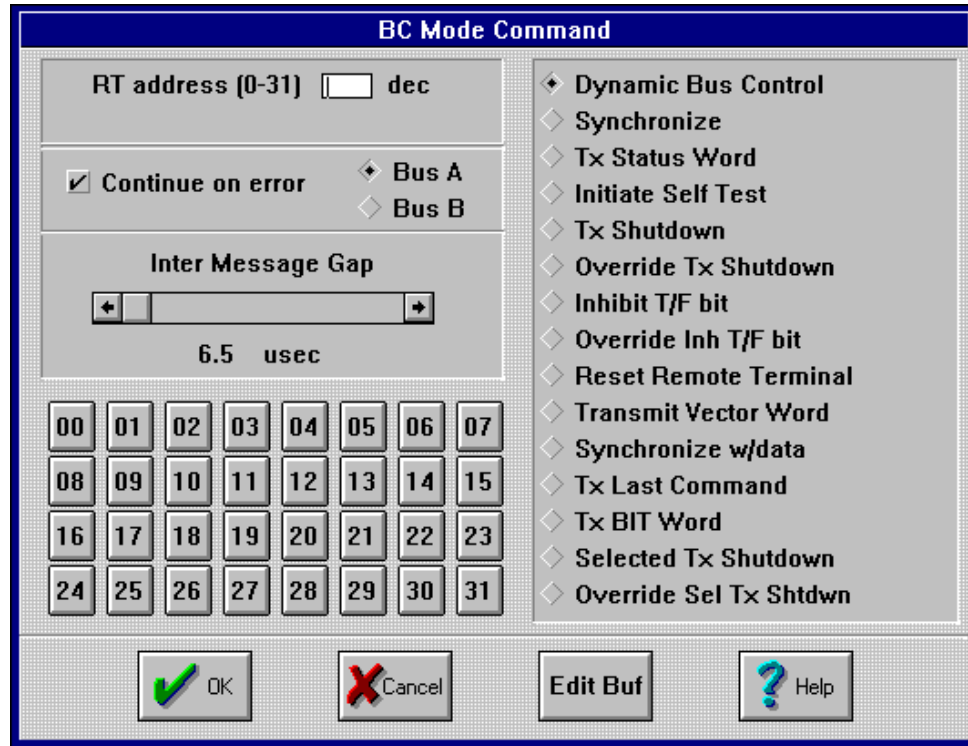 BC Mode Command
RT address (0-31) dec
Continue on error
Bus A
Bus B
Inter Message Gap
6.5 usec
00 01 02 03 04 05 06 07
08 09 10 11 12 13 14 15
16 17 18 19 20 21 22 23
24 25 26 27 28 29 30 31
Dynamic Bus Control
Synchronize
Tx Status Word
Initiate Self Test
Tx Shutdown
Override Tx Shutdown
Inhibit T/F bit
Override Inh T/F bit
Reset Remote Terminal
Transmit Vector Word
Synchronize w/data
Tx Last Command
Tx BIT Word
Selected Tx Shutdown
Override Sel Tx Shtdwn
OK Cancel Edit Buf Help